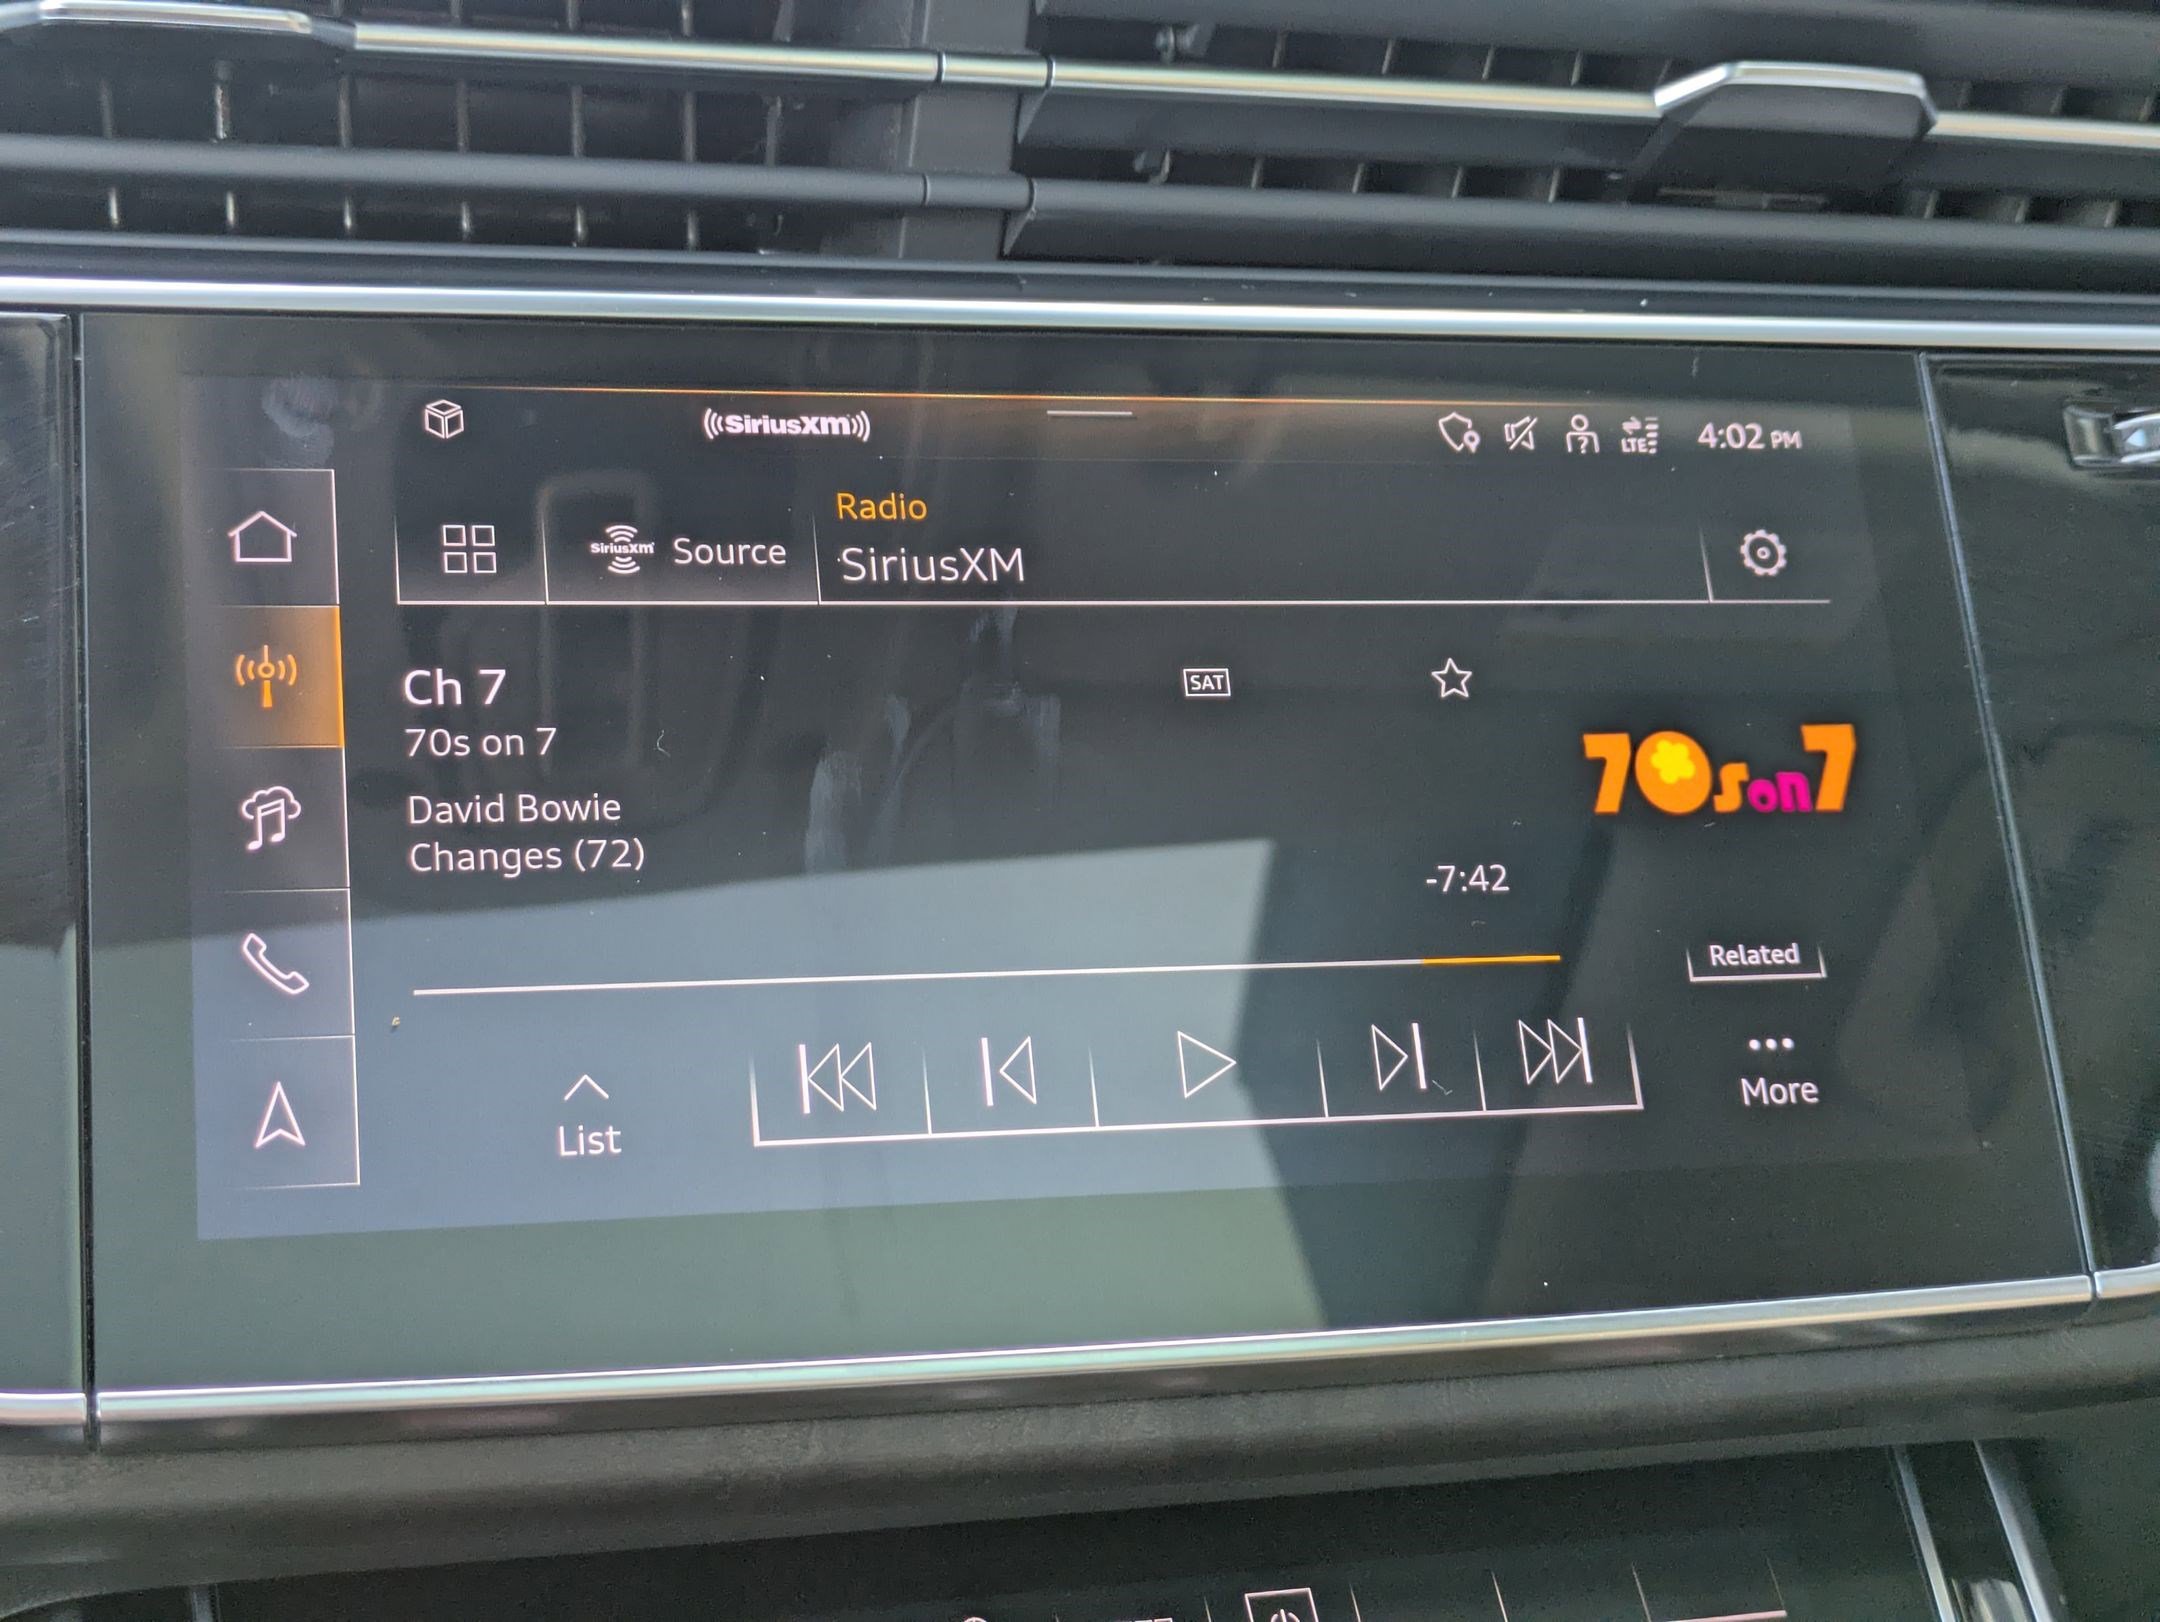 ((SiriusXM))
LTE
4:02 PM
SiriusXM
Source
Radio
SiriusXM
Ch 7
SAT
70s on 7
70s on 7
David Bowie
Changes (72)
-7:42
Related
List
More